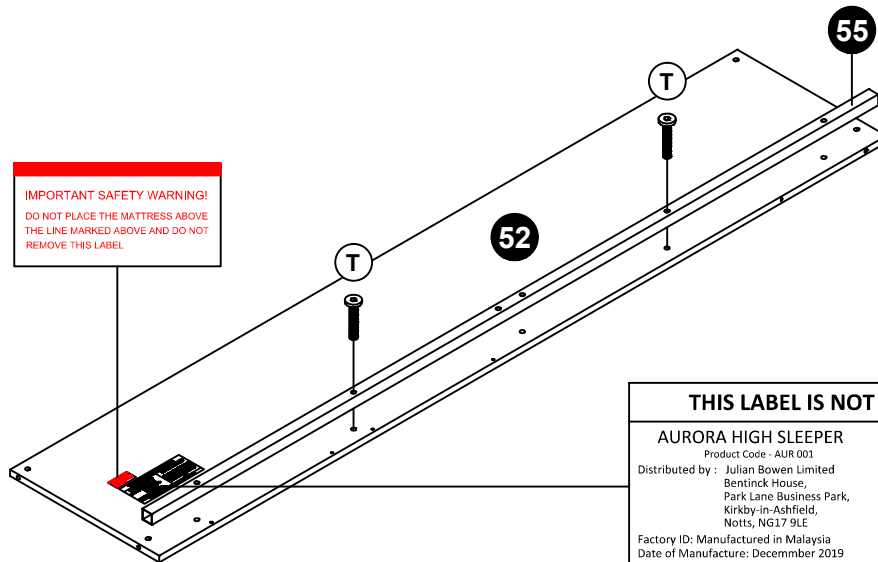 55
T
IMPORTANT SAFETY WARNING!
DO NOT PLACE THE MATTRESS ABOVE
THE LINE MARKED ABOVE AND DO NOT
REMOVE THIS LABEL
52
T
THIS LABEL IS NOT
AURORA HIGH SLEEPER
Product Code - AUR 001
Distributed by : Julian Bowen Limited
Bentinck House,
Park Lane Business Park,
Kirkby-in-Ashfield,
Notts, NG17 9LE
Factory ID: Manufactured in Malaysia
Date of Manufacture: Decemmber 2019